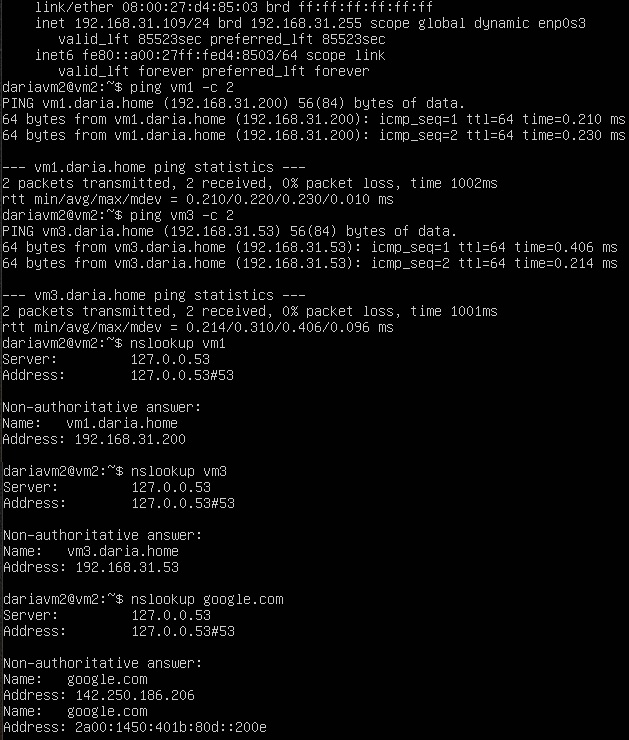 link/ether 08:00:27:d4:85:03 brd ff:ff:ff:ff:ff:ff
inet 192.168.31.109/24 brd 192.168.31.255 scope global dynamic enp0s3
valid_lft 85523sec preferred_lft 85523sec
inet6 fe80::a00:27ff:fed4:8503/64 scope link
valid_lft forever preferred_lft forever
dariavm2@vm2:~$ ping vm1 -c 2
PING vm1.daria.home (192.168.31.200) 56(84) bytes of data.
64 bytes from vm1.daria.home (192.168.31.200): icmp_seq=1 ttl=64 time=0.210 ms
64 bytes from vm1.daria.home (192.168.31.200): icmp_seq=2 ttl=64 time=0.230 ms

--- vm1.daria.home ping statistics ---
2 packets transmitted, 2 received, 0% packet loss, time 1002ms
rtt min/avg/max/mdev = 0.210/0.220/0.230/0.010 ms
dariavm2@vm2:~$ ping vm3 -c 2
PING vm3.daria.home (192.168.31.53) 56(84) bytes of data.
64 bytes from vm3.daria.home (192.168.31.53): icmp_seq=1 ttl=64 time=0.406 ms
64 bytes from vm3.daria.home (192.168.31.53): icmp_seq=2 ttl=64 time=0.214 ms

--- vm3.daria.home ping statistics ---
2 packets transmitted, 2 received, 0% packet loss, time 1001ms
rtt min/avg/max/mdev = 0.214/0.310/0.406/0.096 ms
dariavm2@vm2:~$ nslookup vm1
Server: 127.0.0.53
Address: 127.0.0.53#53

Non-authoritative answer:
Name: vm1.daria.home
Address: 192.168.31.200

dariavm2@vm2:~$ nslookup vm3
Server: 127.0.0.53
Address: 127.0.0.53#53

Non-authoritative answer:
Name: vm3.daria.home
Address: 192.168.31.53

dariavm2@vm2:~$ nslookup google.com
Server: 127.0.0.53
Address: 127.0.0.53#53

Non-authoritative answer:
Name: google.com
Address: 142.250.186.206
Name: google.com
Address: 2a00:1450:401b:80d::200e